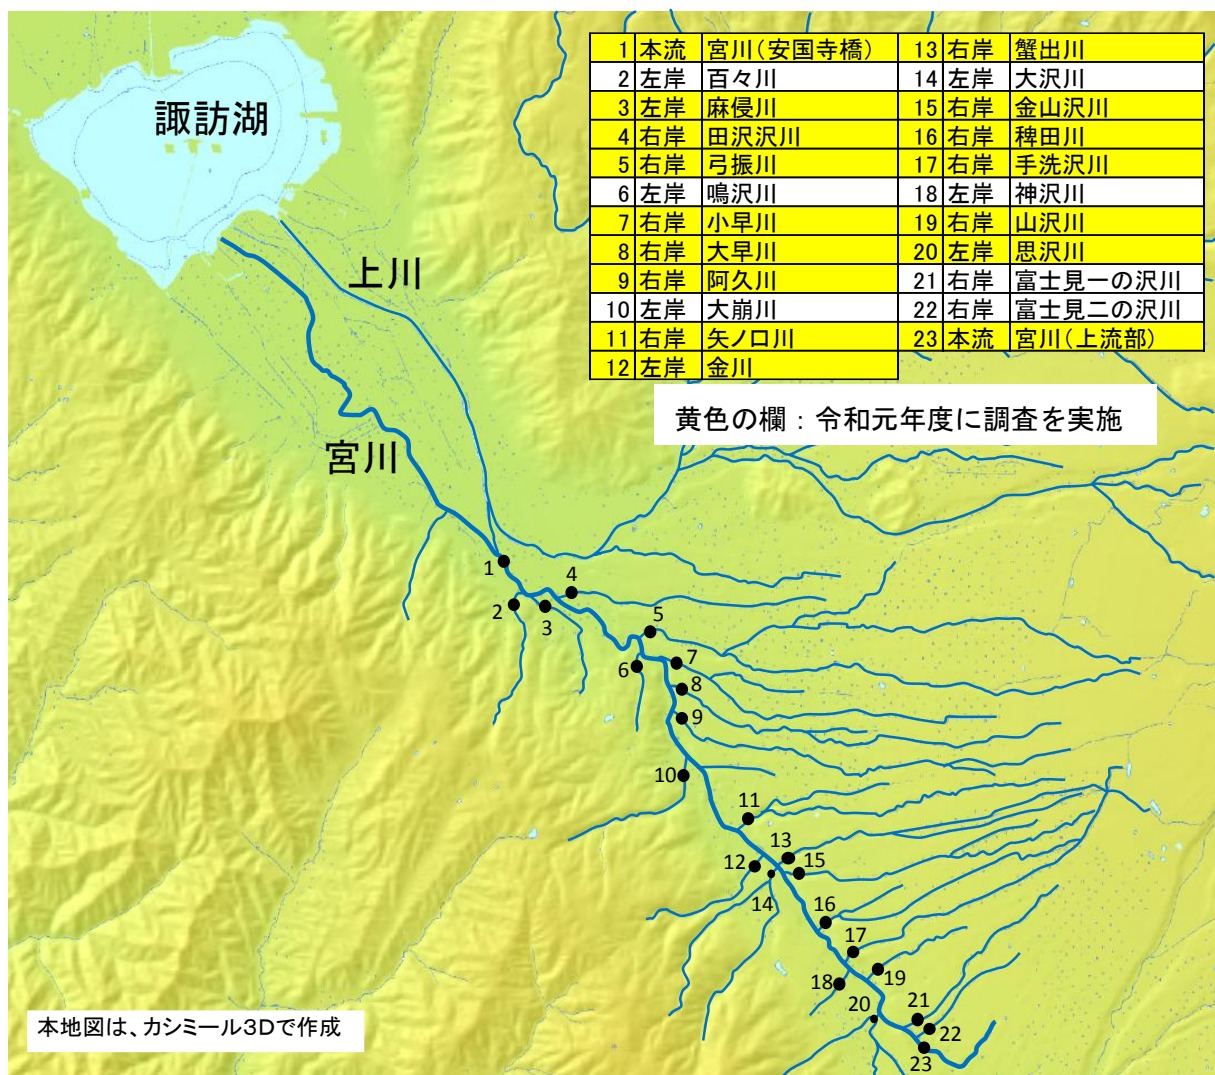 1 本流 宮川(安国寺橋) 13 右岸 蟹出川
2 左岸 百々川 14 左岸 大沢川
3 左岸 麻侵川 15 右岸 金山沢川
4 右岸 田沢沢川 16 右岸 稗田川
5 右岸 弓振川 17 右岸 手洗沢川
6 左岸 鳴沢川 18 左岸 神沢川
7 右岸 小早川 19 右岸 山沢川
8 右岸 大早川 20 左岸 思沢川
9 右岸 阿久川 21 右岸 富士見一の沢川
10 左岸 大崩川 22 右岸 富士見二の沢川
11 右岸 矢ノ口川 23 本流 宮川(上流部)
12 左岸 金川
黄色の欄:令和元年度に調査を実施
諏訪湖
上川
宮川
1
2
3
4
5
6
7
8
9
10
11
12
13
14
15
16
17
18
19
20
21
22
23
本地図は、カシミール3Dで作成